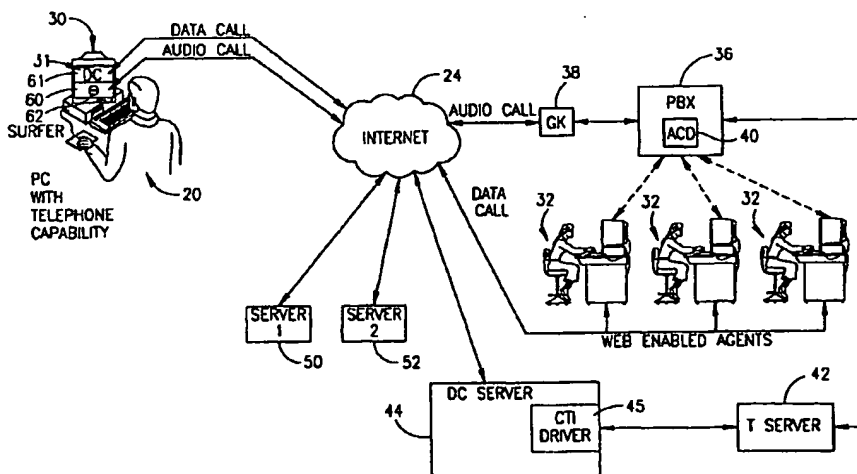 30
DATA CALL
AUDIO CALL
31
61
DC
60
62
SURFER
PC
WITH
TELEPHONE
CAPABILITY
20
24
INTERNET
AUDIO CALL
38
GK
36
PBX
ACD
40
DATA
CALL
32
32
32
SERVER
1
50
SERVER
2
52
WEB ENABLED AGENTS
DC SERVER
44
CTI
DRIVER
45
42
T SERVER